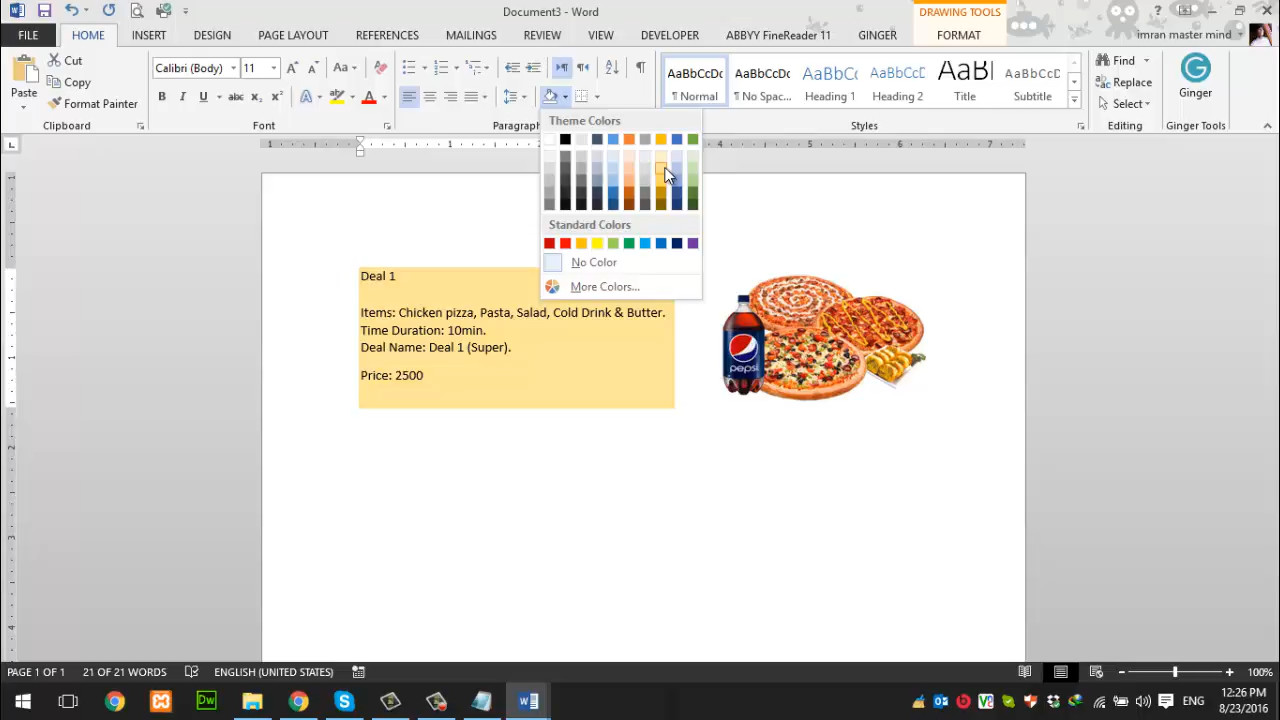 Document3 - Word
DRAWING TOOLS
FILE
HOME
INSERT
DESIGN
PAGE LAYOUT
REFERENCES
MAILINGS
REVIEW
VIEW
DEVELOPER
ABBYY FineReader 11
GINGER
FORMAT
imran master mind
Paste
Cut
Copy
Format Painter
Clipboard
Calibri (Body)
11
Font
Paragraph
AaBbCcDc
¶ Normal
AaBbCcDc
¶ No Spac...
AaBbCc
Heading 1
AaBbCcD
Heading 2
AaBl
Title
AaBbCcD
Subtitle
Styles
Find
Replace
Select
Editing
Ginger
Ginger Tools
Theme Colors
Standard Colors
No Color
More Colors...
Deal 1
Items: Chicken pizza, Pasta, Salad, Cold Drink & Butter.
Time Duration: 10min.
Deal Name: Deal 1 (Super).
Price: 2500
pepsi
PAGE 1 OF 1
21 OF 21 WORDS
ENGLISH (UNITED STATES)
100%
ENG
12:26 PM
8/23/2016